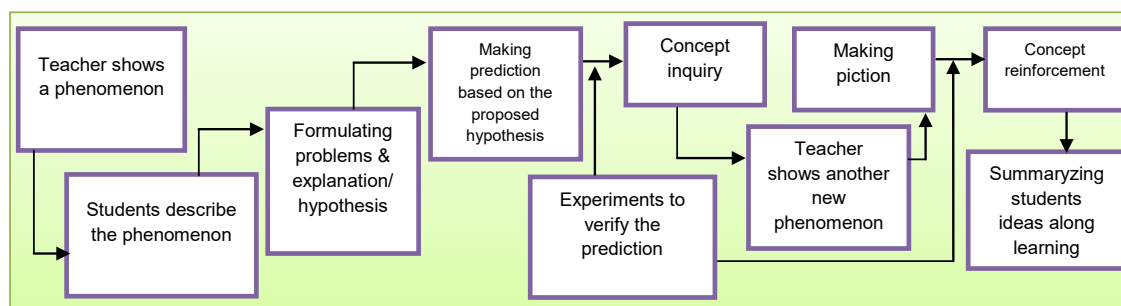 Teacher shows
a phenomenon
Students describe
the phenomenon
Formulating
problems &
explanation/
hypothesis
Making
prediction
based on the
proposed
hypothesis
Experiments to
verify the
prediction
Concept
inquiry
Teacher
shows another
new
phenomenon
Making
piction
Concept
reinforcement
Summaryzing
students
ideas along
learning